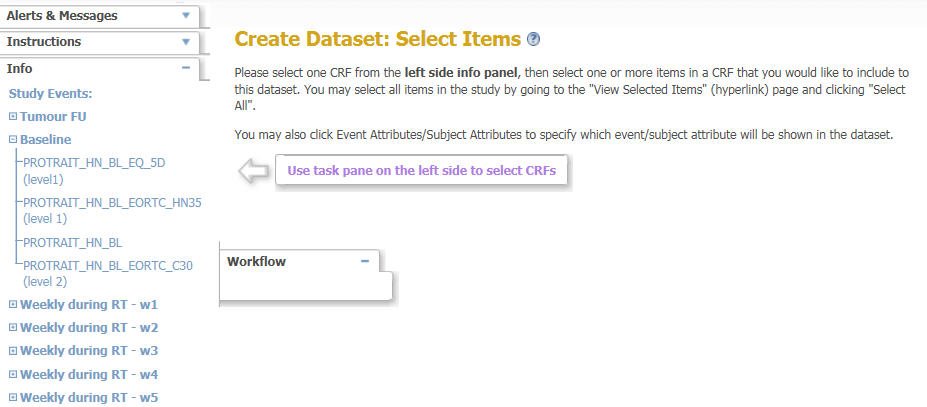 Alerts & Messages
Instructions
Info
Study Events:
Tumour FU
Baseline
PROTRAIT_HN_BL_EQ_5D
(level1)
PROTRAIT_HN_BL_EORTC_HN35
(level 1)
PROTRAIT_HN_BL
PROTRAIT_HN_BL_EORTC_C30
(level 2)
Weekly during RT - w1
Weekly during RT - w2
Weekly during RT - w3
Weekly during RT - w4
Weekly during RT - w5
Create Dataset: Select Items ?
Please select one CRF from the left side info panel, then select one or more items in a CRF that you would like to include to
this dataset. You may select all items in the study by going to the "View Selected Items" (hyperlink) page and clicking "Select
All".
You may also click Event Attributes/Subject Attributes to specify which event/subject attribute will be shown in the dataset.
Use task pane on the left side to select CRFs
Workflow